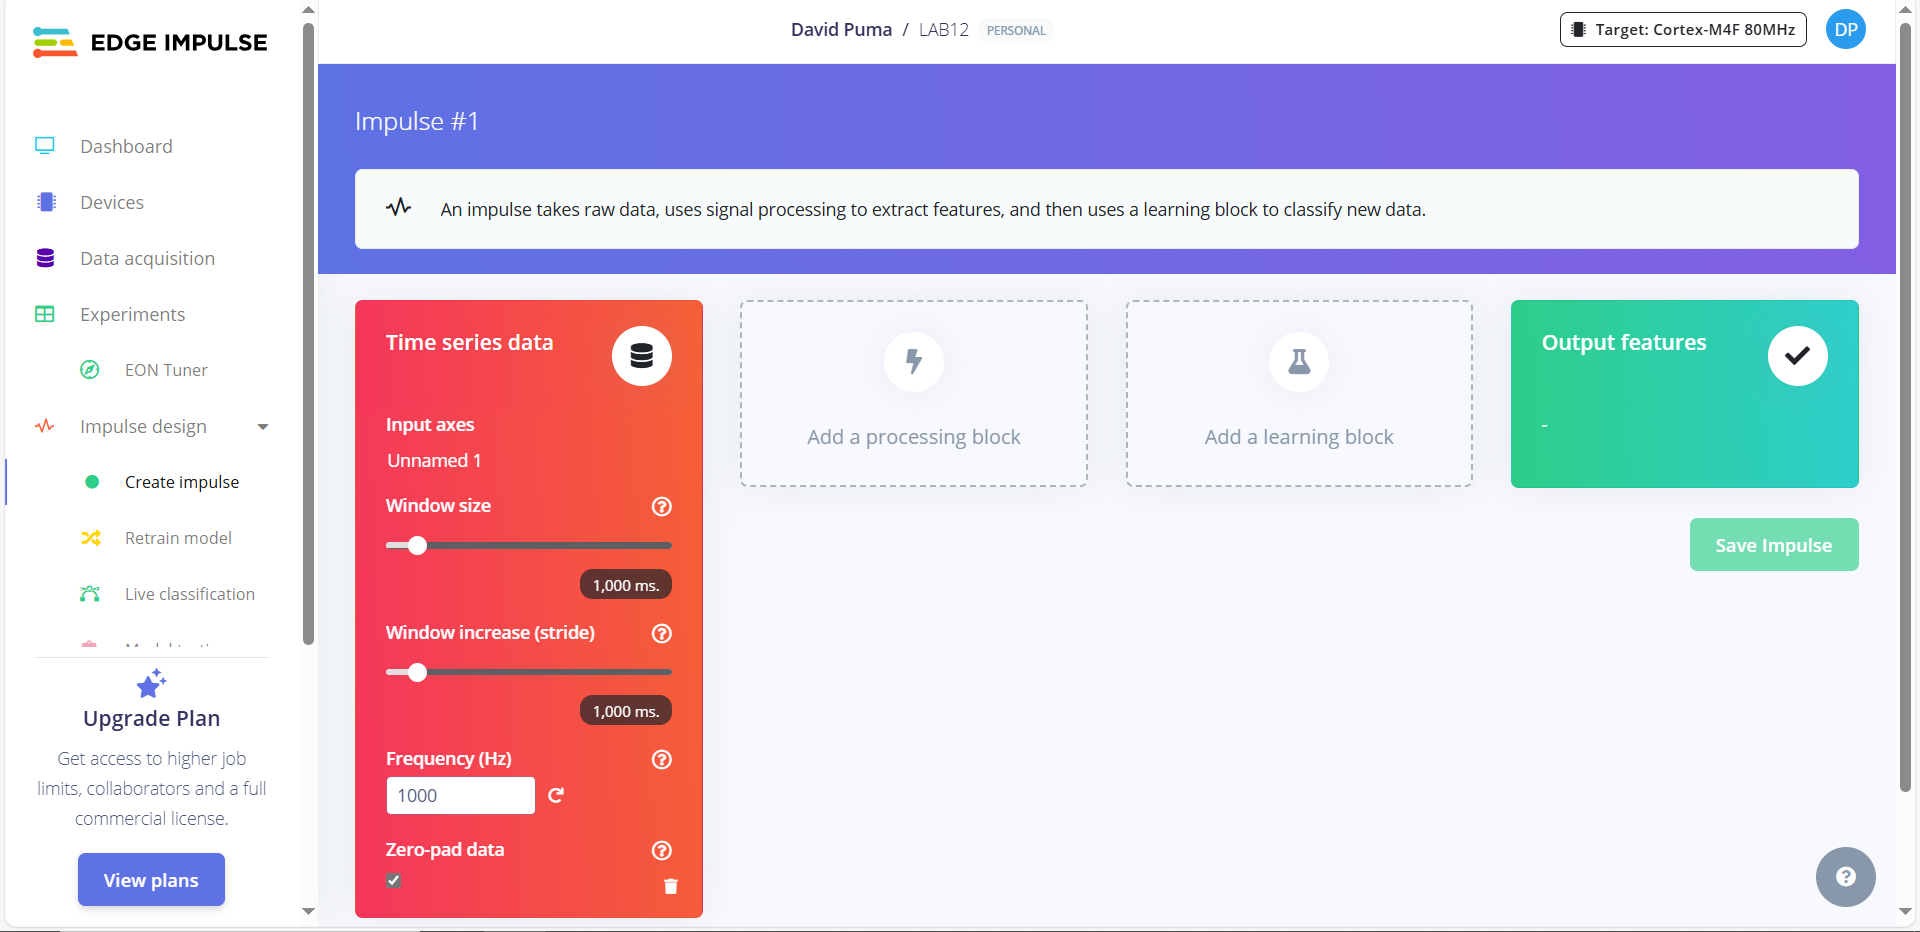 EDGE IMPULSE
David Puma / LAB12 PERSONAL
Target: Cortex-M4F 80MHz
DP
Dashboard
Devices
Data acquisition
Experiments
EON Tuner
Impulse design
Create impulse
Retrain model
Live classification
Upgrade Plan
Get access to higher job
limits, collaborators and a full
commercial license.
View plans
Impulse #1
An impulse takes raw data, uses signal processing to extract features, and then uses a learning block to classify new data.
Time series data
Input axes
Unnamed 1
Window size
1,000 ms.
Window increase (stride)
1,000 ms.
Frequency (Hz)
1000
Zero-pad data
Add a processing block
Add a learning block
Output features
-
Save Impulse